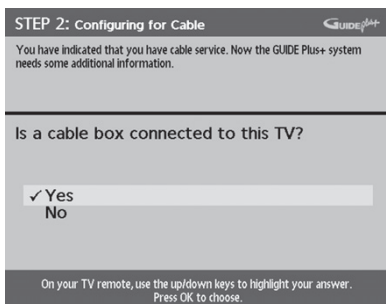 STEP 2: Configuring for Cable
GUIDE plus+
You have indicated that you have cable service. Now the GUIDE Plus+ system
needs some additional information.
Is a cable box connected to this TV?
✓ Yes
No
On your TV remote, use the up/down keys to highlight your answer.
Press OK to choose.